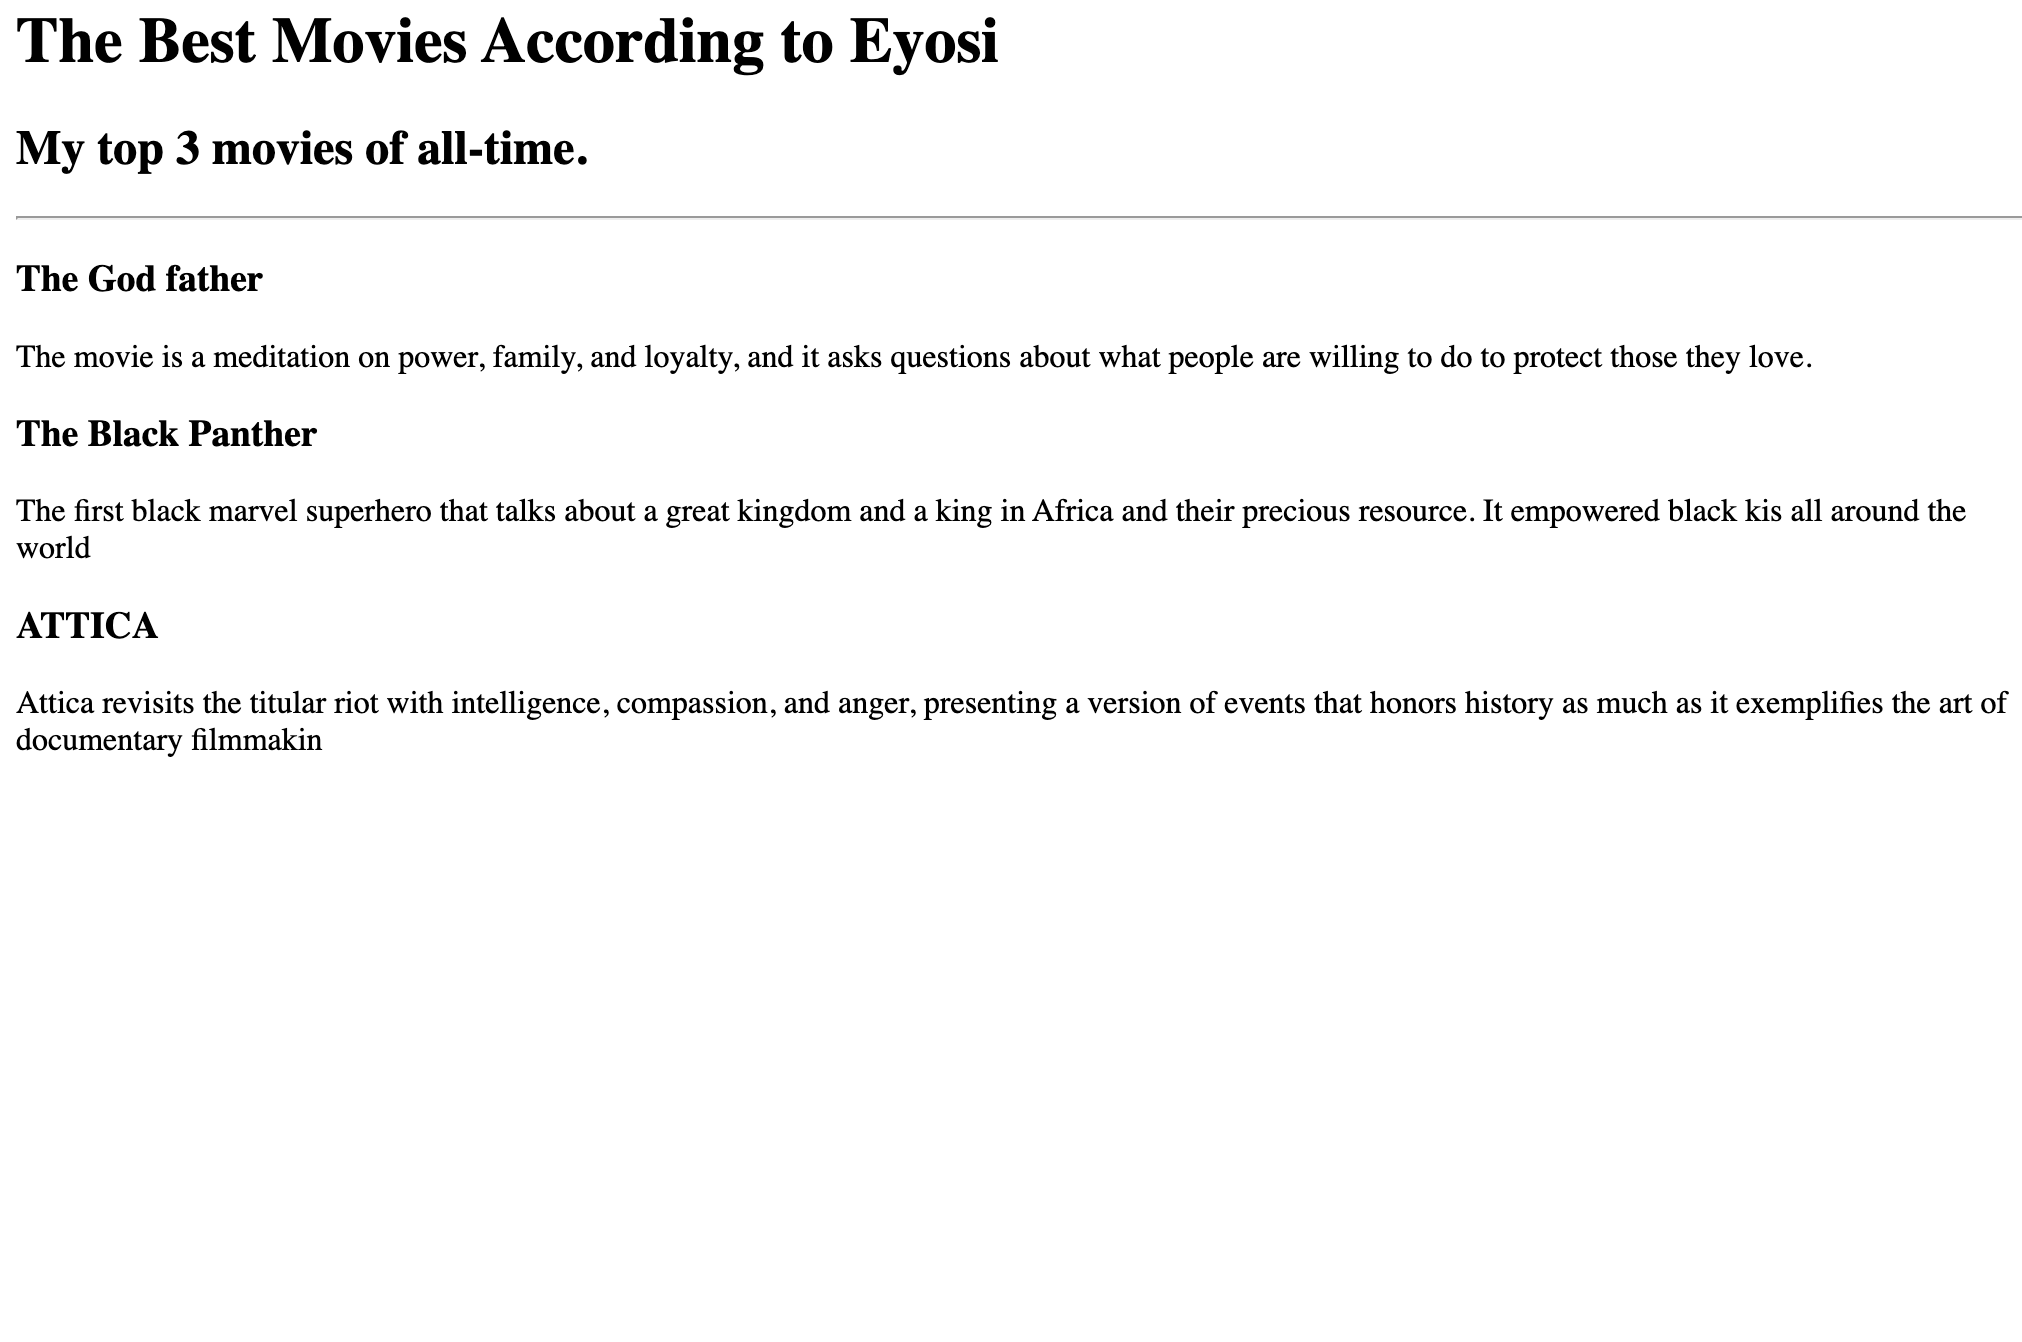 The Best Movies According to Eyosi
My top 3 movies of all-time.
The God father
The movie is a meditation on power, family, and loyalty, and it asks questions about what people are willing to do to protect those they love.
The Black Panther
The first black marvel superhero that talks about a great kingdom and a king in Africa and their precious resource. It empowered black kis all around the
world
ATTICA
Attica revisits the titular riot with intelligence, compassion, and anger, presenting a version of events that honors history as much as it exemplifies the art of
documentary filmmakin